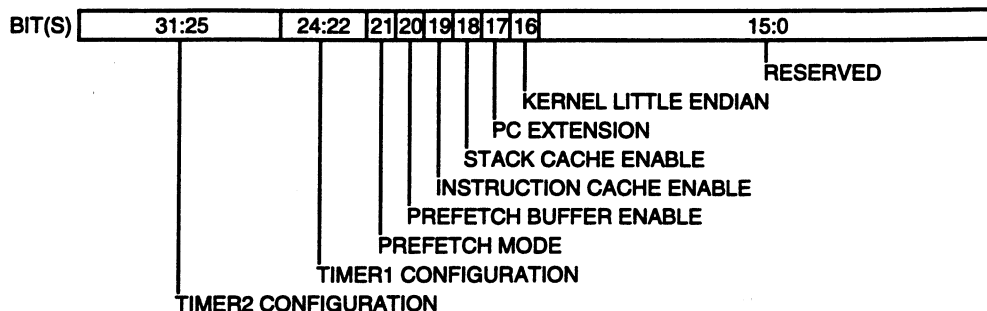 BIT(S) 31:25 24:22 21 20 19 18 17 16 15:0
RESERVED
KERNEL LITTLE ENDIAN
PC EXTENSION
STACK CACHE ENABLE
INSTRUCTION CACHE ENABLE
PREFETCH BUFFER ENABLE
PREFETCH MODE
TIMER1 CONFIGURATION
TIMER2 CONFIGURATION